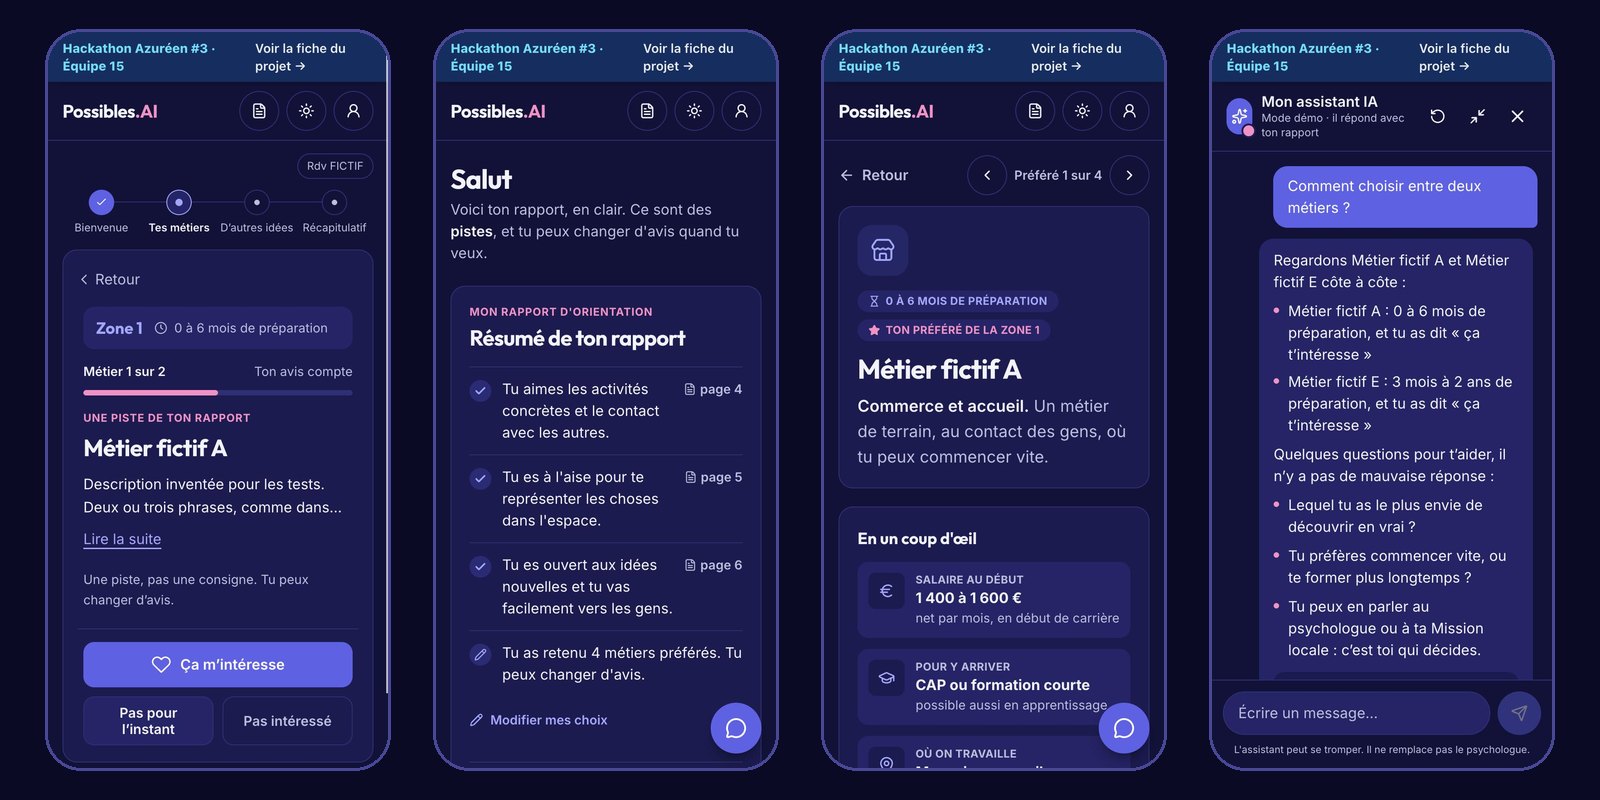 Hackathon Azuréen #3 ·
Équipe 15
Voir la fiche du
projet →
Possibles.AI
Rdv FICTIF
Bienvenue
Tes métiers
D'autres idées
Récapitulatif
Retour
Zone 1
0 à 6 mois de préparation
Métier 1 sur 2
Ton avis compte
UNE PISTE DE TON RAPPORT
Métier fictif A
Description inventée pour les tests.
Deux ou trois phrases, comme dans...
Lire la suite
Une piste, pas une consigne. Tu peux
changer d’avis.
Ça m’intéresse
Pas pour
l’instant
Pas intéressé
Hackathon Azuréen #3 ·
Équipe 15
Voir la fiche du
projet →
Possibles.AI
Salut
Voici ton rapport, en clair. Ce sont des
pistes, et tu peux changer d'avis quand tu
veux.
MON RAPPORT D'ORIENTATION
Résumé de ton rapport
Tu aimes les activités
concrètes et le contact
avec les autres.
page 4
Tu es à l'aise pour te
représenter les choses
dans l'espace.
page 5
Tu es ouvert aux idées
nouvelles et tu vas
facilement vers les gens.
page 6
Tu as retenu 4 métiers préférés. Tu
peux changer d'avis.
Modifier mes choix
Hackathon Azuréen #3 ·
Équipe 15
Voir la fiche du
projet →
Possibles.AI
← Retour
Préféré 1 sur 4
0 À 6 MOIS DE PRÉPARATION
TON PRÉFÉRÉ DE LA ZONE 1
Métier fictif A
Commerce et accueil. Un métier
de terrain, au contact des gens, où
tu peux commencer vite.
En un coup d'œil
SALAIRE AU DÉBUT
1 400 à 1 600 €
net par mois, en début de carrière
POUR Y ARRIVER
CAP ou formation courte
possible aussi en apprentissage
OÙ ON TRAVAILLE
Hackathon Azuréen #3 ·
Équipe 15
Voir la fiche du
projet →
Mon assistant IA
Mode démo · il répond avec
ton rapport
Comment choisir entre deux
métiers ?
Regardons Métier fictif A et Métier
fictif E côte à côte :
• Métier fictif A : 0 à 6 mois de
préparation, et tu as dit « ça
t’intéresse »
• Métier fictif E : 3 mois à 2 ans de
préparation, et tu as dit « ça
t’intéresse »
Quelques questions pour t’aider, il
n’y a pas de mauvaise réponse :
• Lequel tu as le plus envie de
découvrir en vrai ?
• Tu préfères commencer vite, ou
te former plus longtemps ?
• Tu peux en parler au
psychologue ou à ta Mission
locale : c’est toi qui décides.
Écrire un message...
L'assistant peut se tromper. Il ne remplace pas le psychologue.